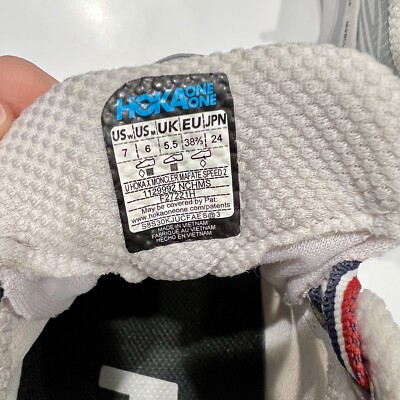 HOKA ONE ONE
US W US M UK EU JPN
7 6 5.5 38⅔ 24
U HOKA X MONCLER MAFATE SPEED 2
1129992 NCHMS
F27221H
May be covered by Pat:
www.hokaoneone.com/patents
MADE IN VIETNAM
FABRIQUE AU VIETNAM
HECHO EN VIETNAM